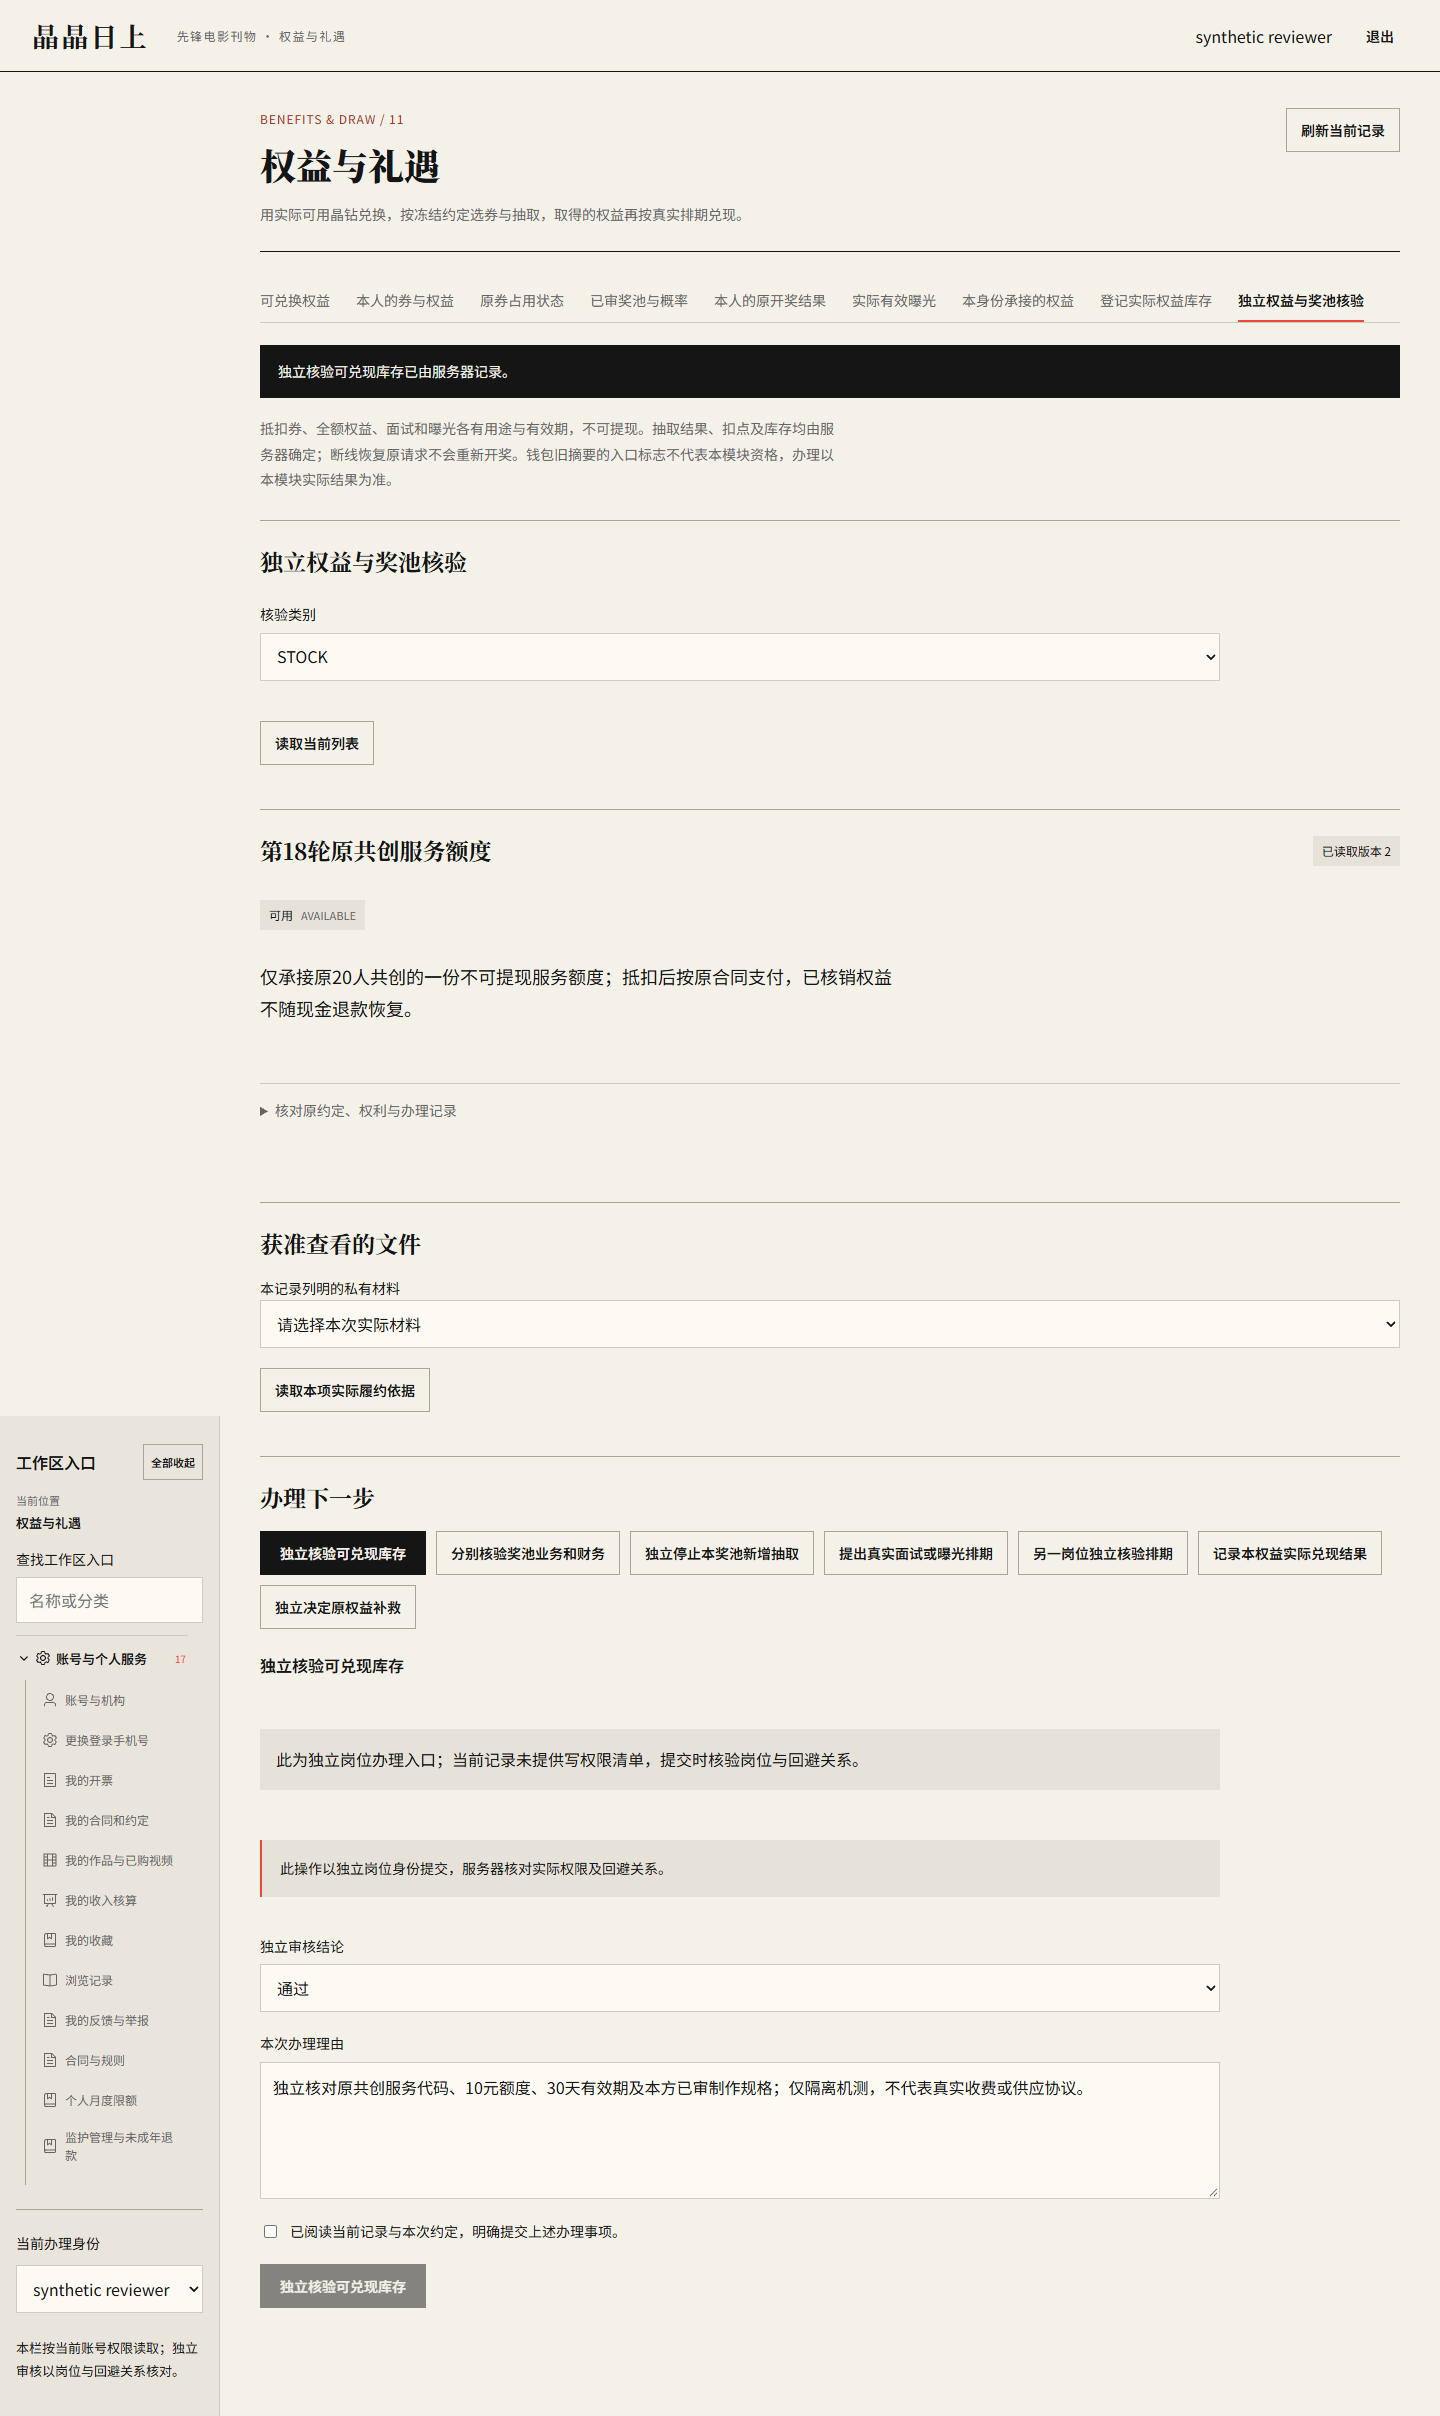 晶晶日上
先锋电影刊物 · 权益与礼遇
synthetic reviewer
退出
BENEFITS & DRAW / 11
刷新当前记录
权益与礼遇
用实际可用晶钻兑换，按冻结约定选券与抽取，取得的权益再按真实排期兑现。
可兑换权益 本人的券与权益 原券占用状态 已审奖池与概率 本人的原开奖结果 实际有效曝光 本身份承接的权益 登记实际权益库存 独立权益与奖池核验
独立核验可兑现库存已由服务器记录。
抵扣券、全额权益、面试和曝光各有用途与有效期，不可提现。抽取结果、扣点及库存均由服
务器确定；断线恢复原请求不会重新开奖。钱包旧摘要的入口标志不代表本模块资格，办理以
本模块实际结果为准。
独立权益与奖池核验
核验类别
STOCK
读取当前列表
第18轮原共创服务额度
已读取版本 2
可用 AVAILABLE
仅承接原20人共创的一份不可提现服务额度；抵扣后按原合同支付，已核销权益
不随现金退款恢复。
核对原约定、权利与办理记录
获准查看的文件
本记录列明的私有材料
请选择本次实际材料
读取本项实际履约依据
办理下一步
独立核验可兑现库存 分别核验奖池业务和财务 独立停止本奖池新增抽取 提出真实面试或曝光排期 另一岗位独立核验排期 记录本权益实际兑现结果
独立决定原权益补救
独立核验可兑现库存
此为独立岗位办理入口；当前记录未提供写权限清单，提交时核验岗位与回避关系。
此操作以独立岗位身份提交，服务器核对实际权限及回避关系。
独立审核结论
通过
本次办理理由
独立核对原共创服务代码、10元额度、30天有效期及本方已审制作规格；仅隔离机测，不代表真实收费或供应协议。
已阅读当前记录与本次约定，明确提交上述办理事项。
独立核验可兑现库存
工作区入口
全部收起
当前位置
权益与礼遇
查找工作区入口
名称或分类
账号与个人服务 17
账号与机构
更换登录手机号
我的开票
我的合同和约定
我的作品与已购视频
我的收入核算
我的收藏
浏览记录
我的反馈与举报
合同与规则
个人月度限额
监护管理与未成年退
款
当前办理身份
synthetic reviewer
本栏按当前账号权限读取；独立
审核以岗位与回避关系核对。